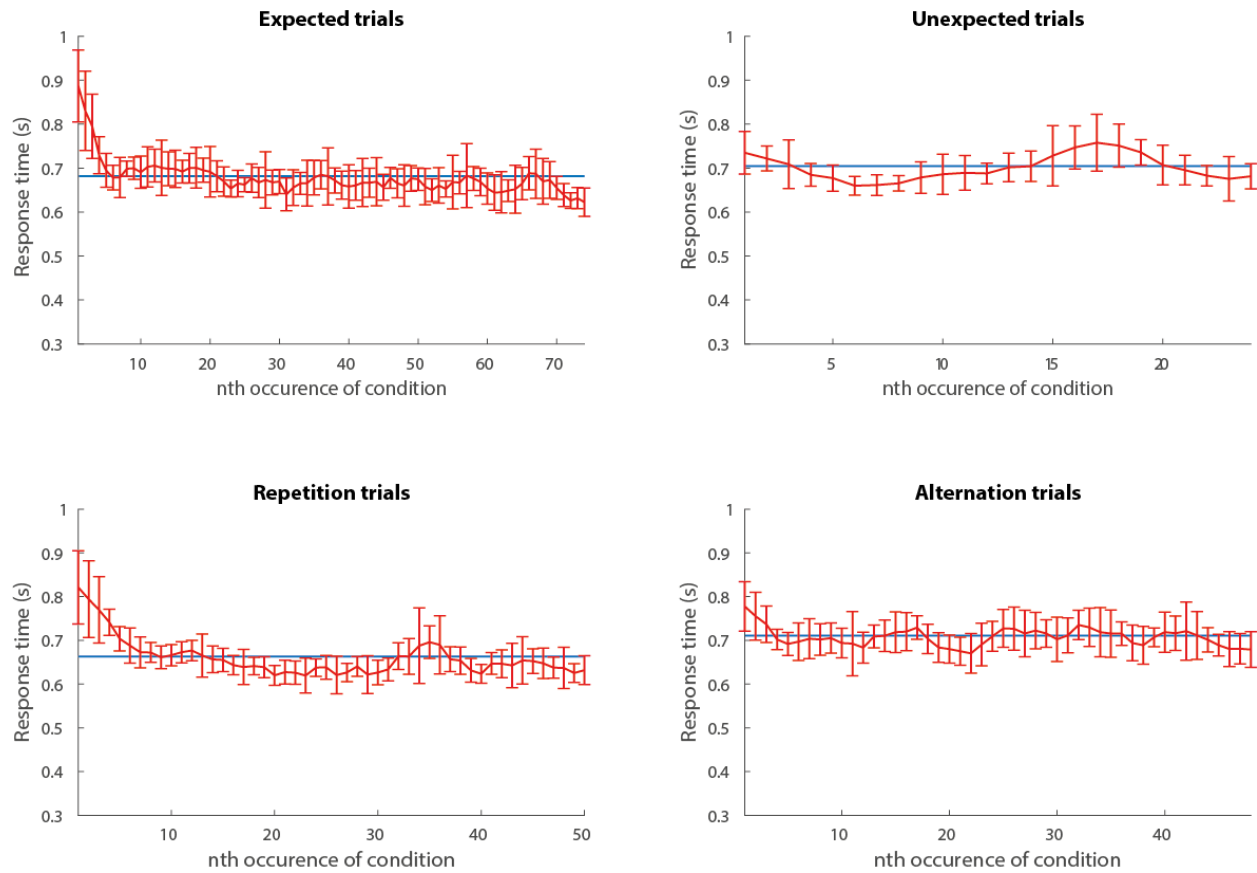 Expected trials
1
0.9
0.8
0.7
0.6
0.5
0.4
0.3
Response time (s)
10 20 30 40 50 60 70
nth occurence of condition
Unexpected trials
1
0.9
0.8
0.7
0.6
0.5
0.4
0.3
Response time (s)
5 10 15 20
nth occurence of condition
Repetition trials
1
0.9
0.8
0.7
0.6
0.5
0.4
0.3
Response time (s)
10 20 30 40 50
nth occurence of condition
Alternation trials
1
0.9
0.8
0.7
0.6
0.5
0.4
0.3
Response time (s)
10 20 30 40
nth occurence of condition